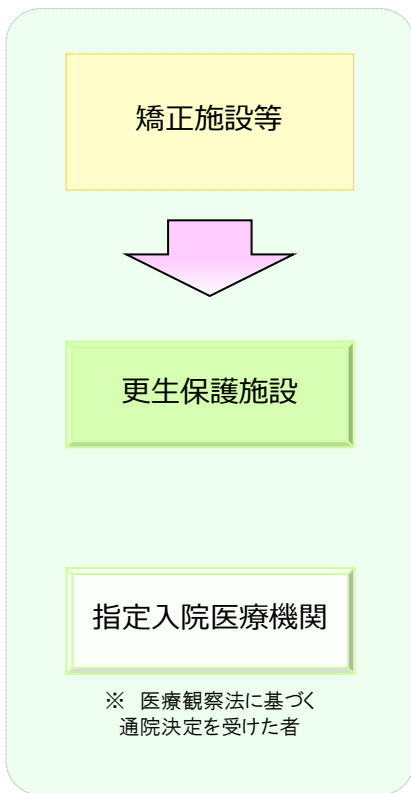 矯正施設等
更生保護施設
指定入院医療機関
※　医療観察法に基づく
通院決定を受けた者